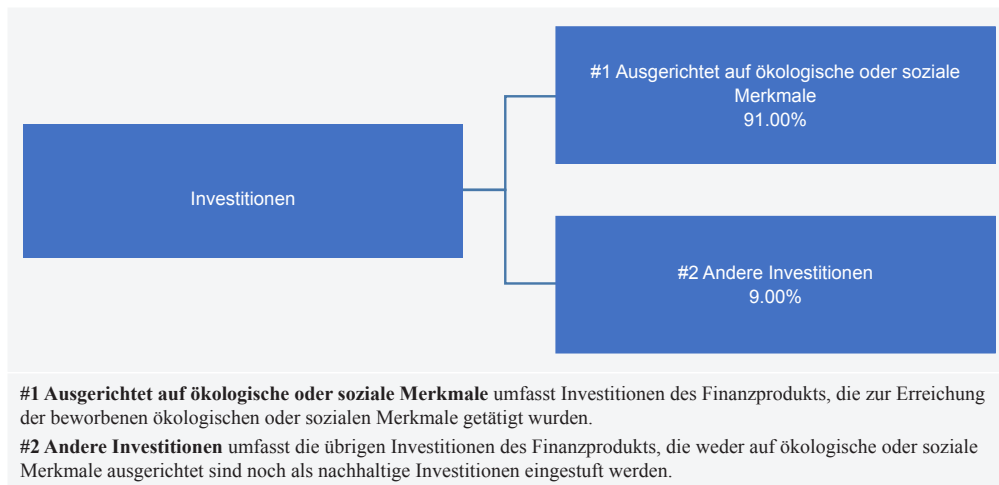 #1 Ausgerichtet auf ökologische oder soziale
Merkmale
91.00%
Investitionen
#2 Andere Investitionen
9.00%
#1 Ausgerichtet auf ökologische oder soziale Merkmale umfasst Investitionen des Finanzprodukts, die zur Erreichung
der beworbenen ökologischen oder sozialen Merkmale getätigt wurden.
#2 Andere Investitionen umfasst die übrigen Investitionen des Finanzprodukts, die weder auf ökologische oder soziale
Merkmale ausgerichtet sind noch als nachhaltige Investitionen eingestuft werden.